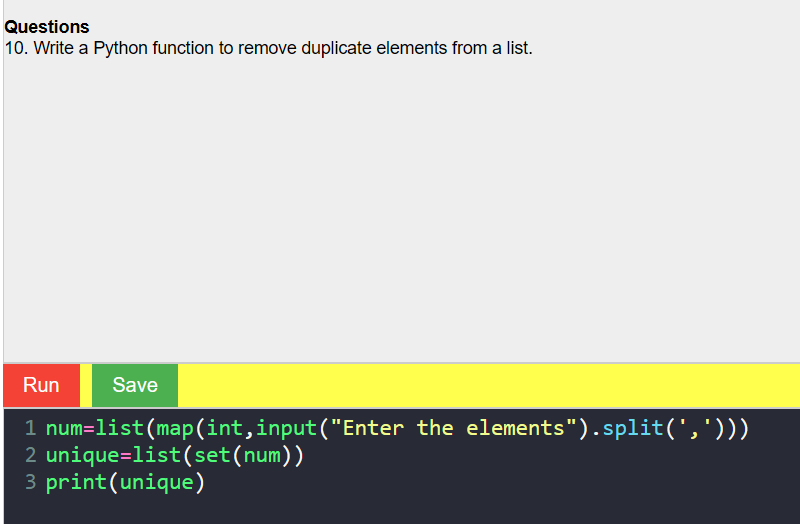 Questions
10. Write a Python function to remove duplicate elements from a list.
Run Save
1 num=list(map(int,input("Enter the elements").split(',')))
2 unique=list(set(num))
3 print(unique)